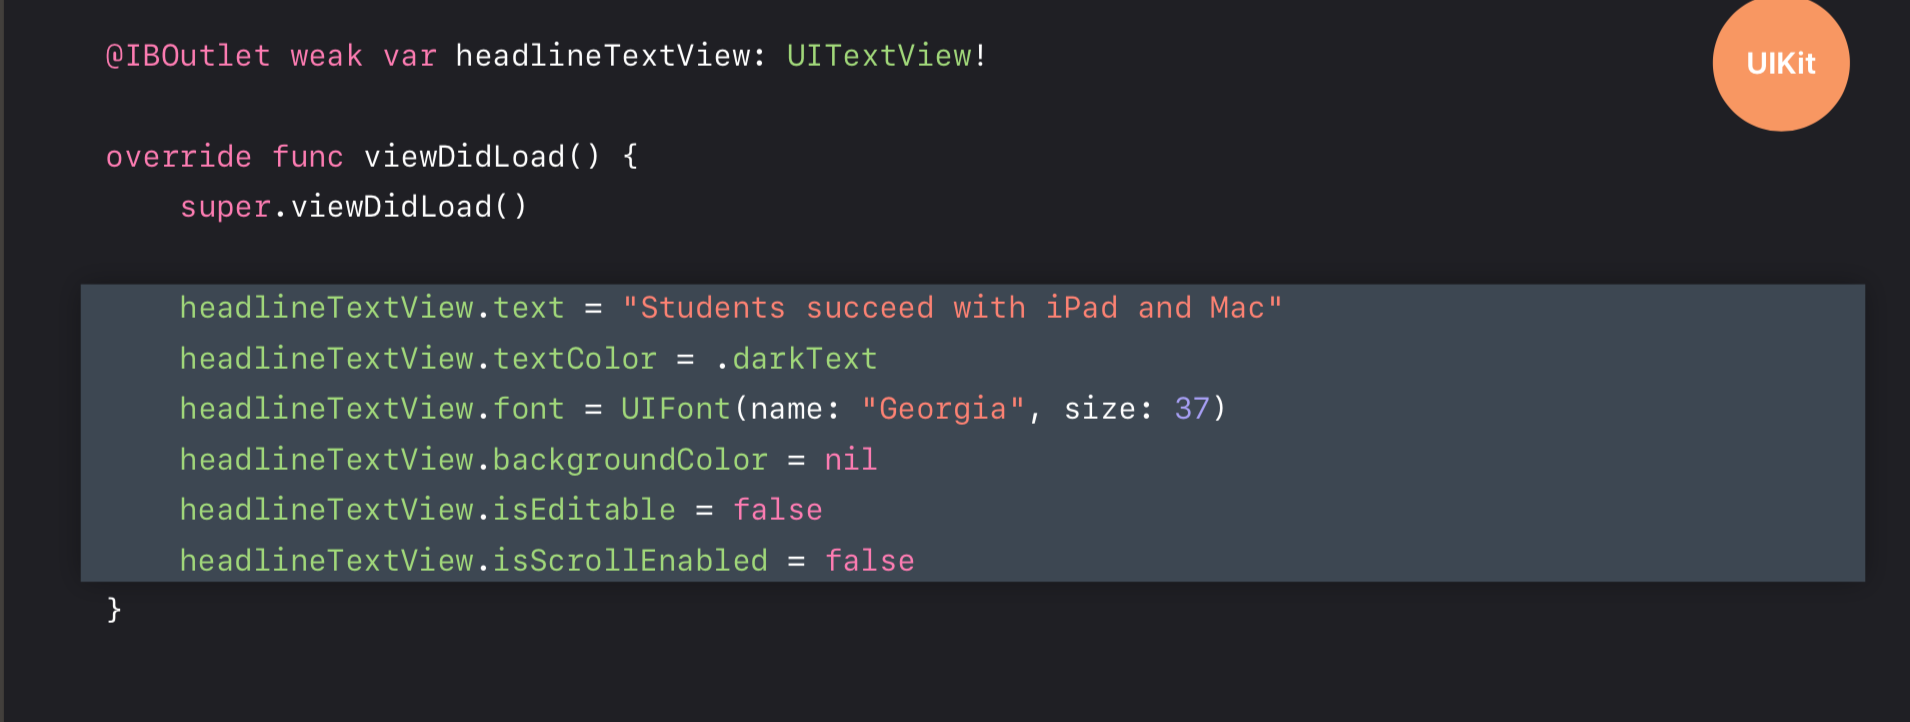 @IBOutlet weak var headlineTextView: UITextView!
UIKit
override func viewDidLoad() {
super.viewDidLoad()
headlineTextView.text = "Students succeed with iPad and Mac"
headlineTextView.textColor = .darkText
headlineTextView.font = UIFont(name: "Georgia", size: 37)
headlineTextView.backgroundColor = nil
headlineTextView.isEditable = false
headlineTextView.isScrollEnabled = false
}